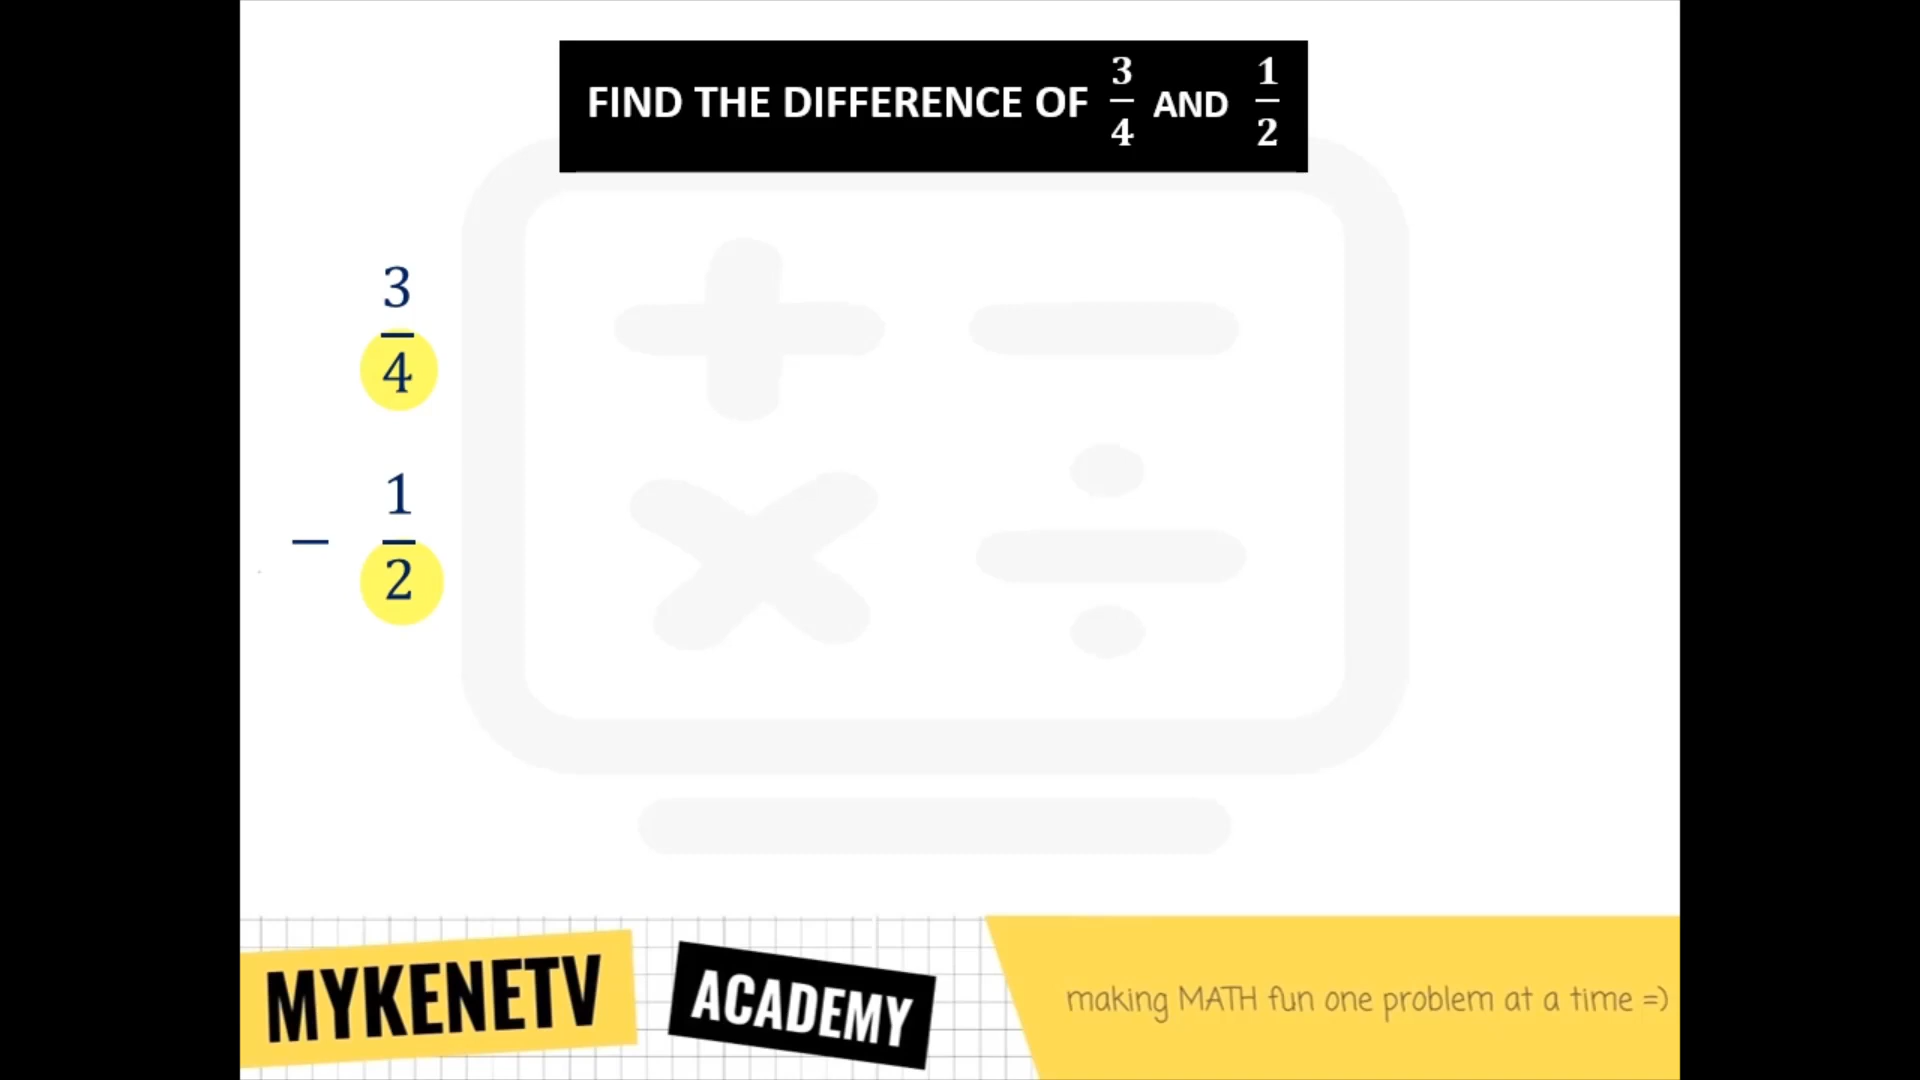 FIND THE DIFFERENCE OF 3/4 AND 1/2
3
4
− 1
2
MYKENETV
ACADEMY
making MATH fun one problem at a time =)